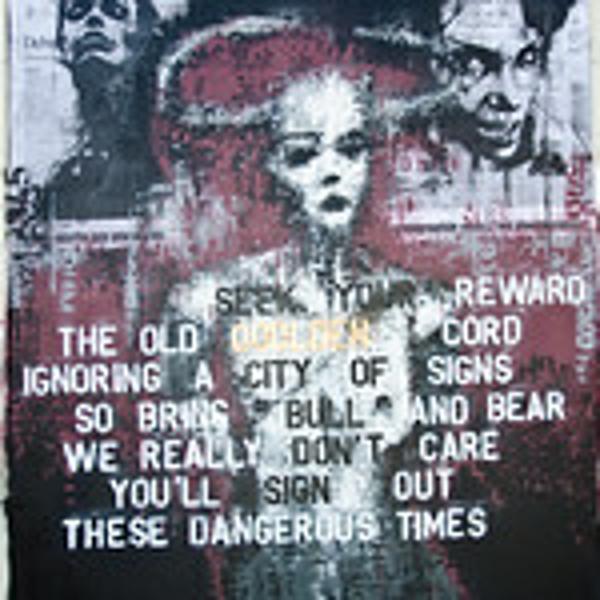 SEEK YOUR REWARD
THE OLD CORD
IGNORING A CITY OF SIGNS
SO BRING BULL AND BEAR
WE REALLY DON'T CARE
YOU'LL SIGN OUT
THESE DANGEROUS TIMES